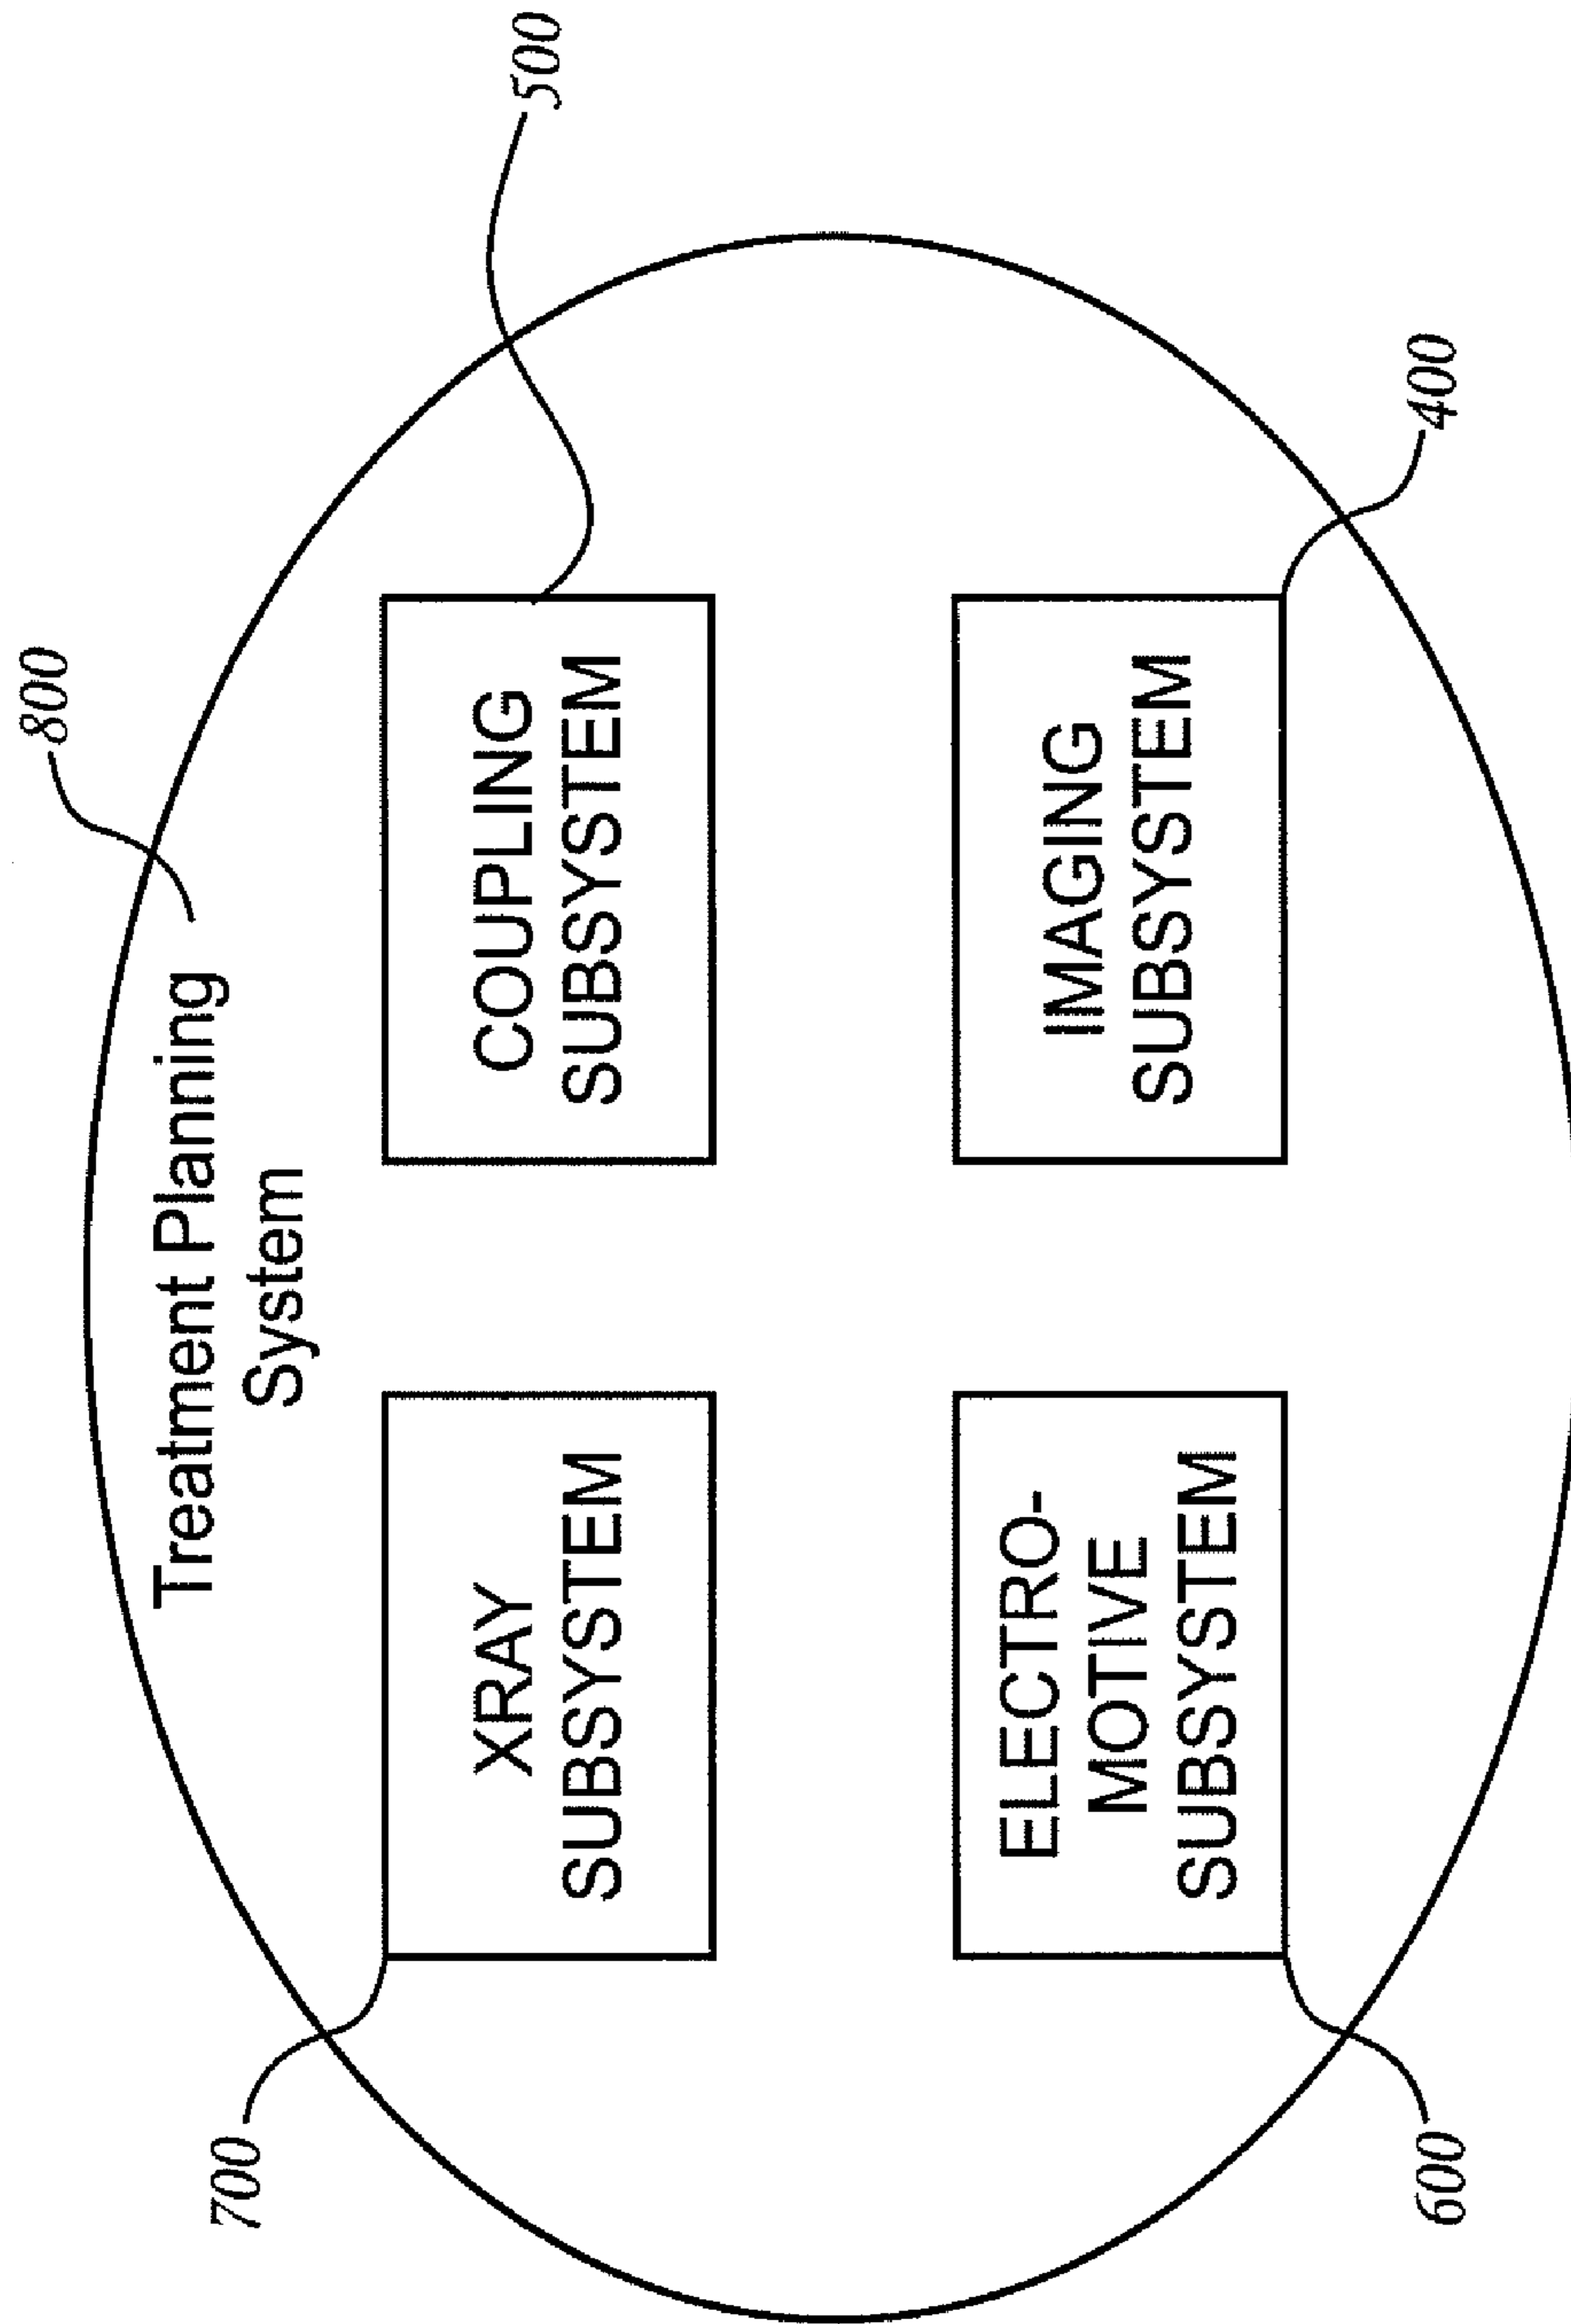 800
Treatment Planning
System
500
700
XRAY
SUBSYSTEM
COUPLING
SUBSYSTEM
ELECTRO-
MOTIVE
SUBSYSTEM
IMAGING
SUBSYSTEM
400
600